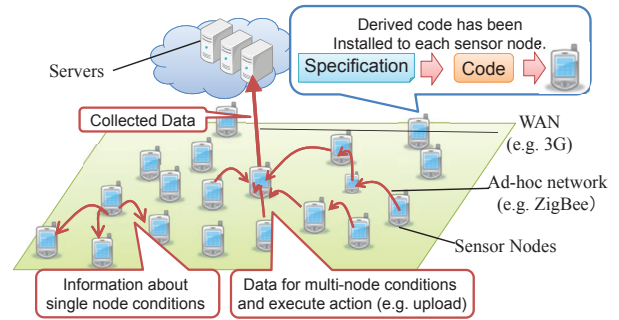 Derived code has been
Installed to each sensor node.
Specification
Code
Servers
Collected Data
WAN
(e.g. 3G)
Ad-hoc network
(e.g. ZigBee）
Sensor Nodes
Information about
single node conditions
Data for multi-node conditions
and execute action (e.g. upload)